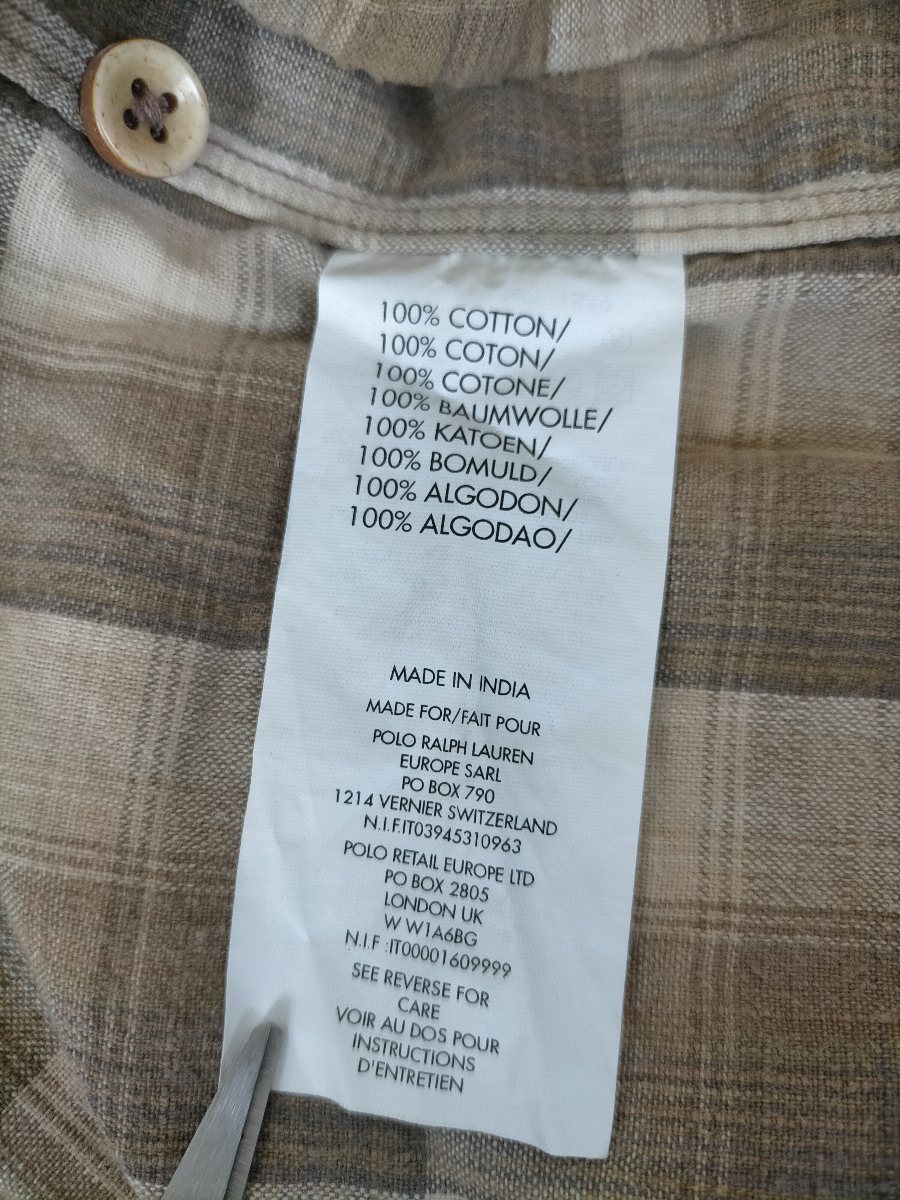 100% COTTON/
100% COTON/
100% COTONE/
100% BAUMWOLLE/
100% KATOEN/
100% BOMULD/
100% ALGODON/
100% ALGODAO/
MADE IN INDIA
MADE FOR/FAIT POUR
POLO RALPH LAUREN
EUROPE SARL
PO BOX 790
1214 VERNIER SWITZERLAND
N.I.F.IT03945310963
POLO RETAIL EUROPE LTD
PO BOX 2805
LONDON UK
W W1A6BG
N.I.F :IT00001609999
SEE REVERSE FOR
CARE
VOIR AU DOS POUR
INSTRUCTIONS
D'ENTRETIEN